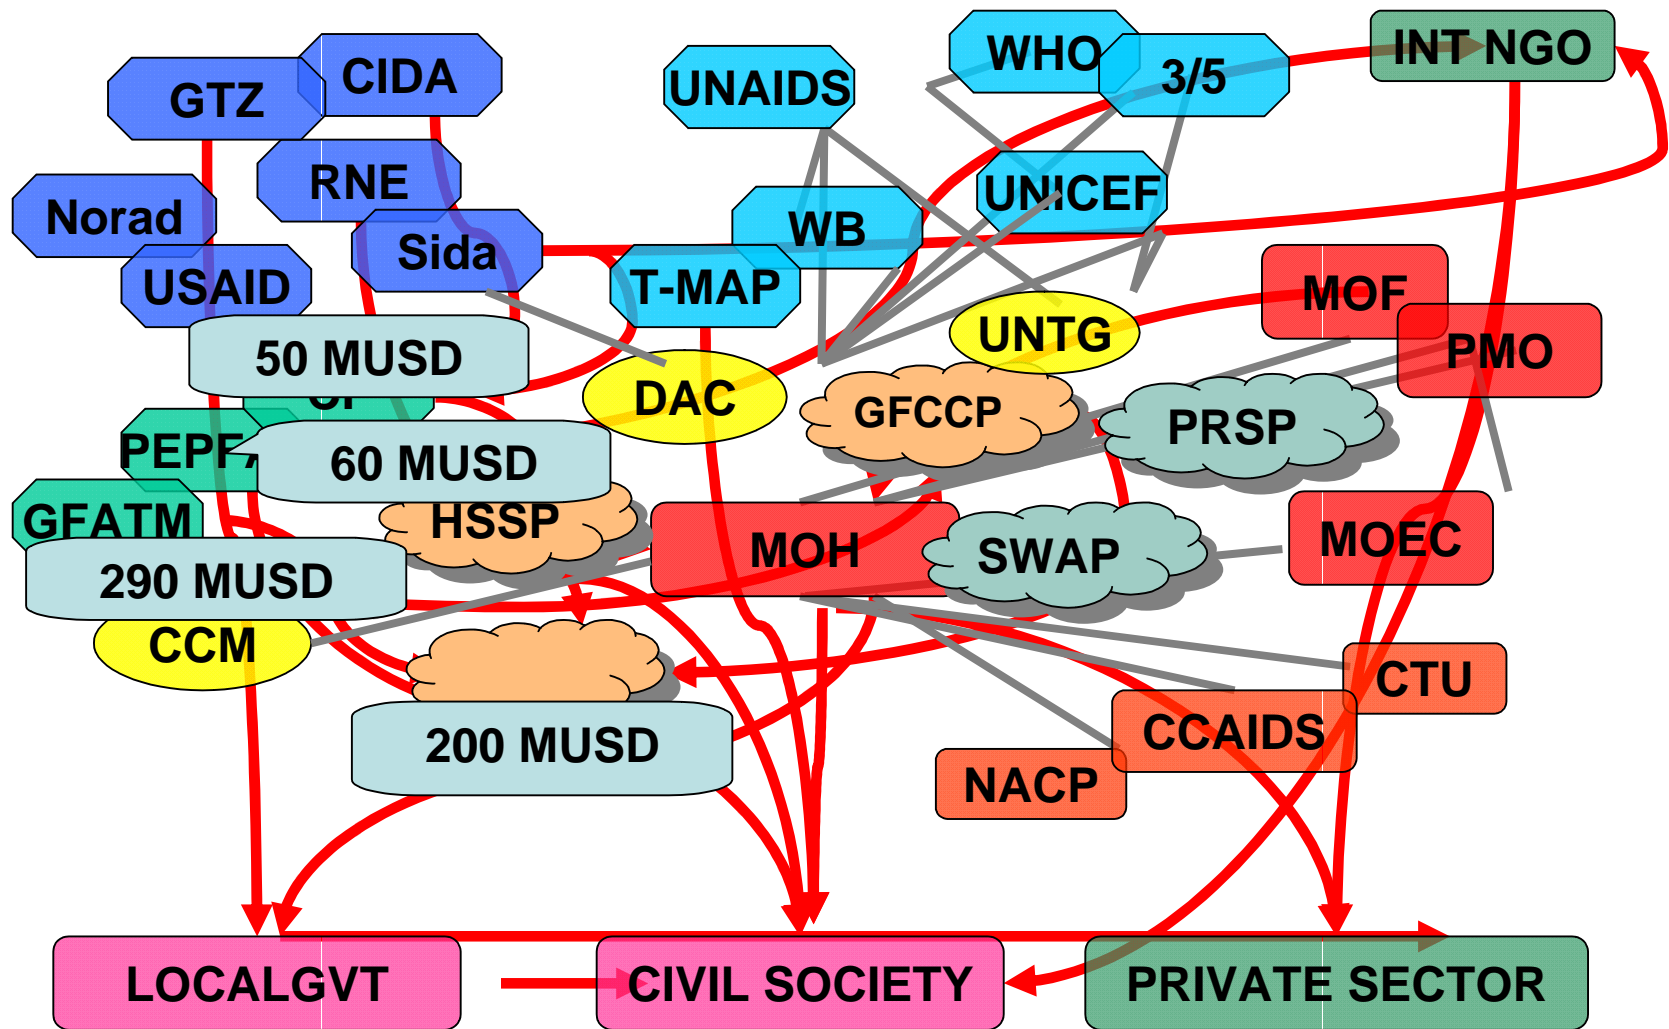 WHO
INT NGO
CIDA
3/5
GTZ
UNAIDS
RNE
UNICEF
Norad
WB
Sida
USAID
T-MAP
MOF
UNTG
50 MUSD
PMO
DAC
GFCCP
PRSP
60 MUSD
GFATM
HSSP
MOH
SWAP
MOEC
290 MUSD
CCM
CTU
CCAIDS
200 MUSD
NACP
LOCALGVT
CIVIL SOCIETY
PRIVATE SECTOR